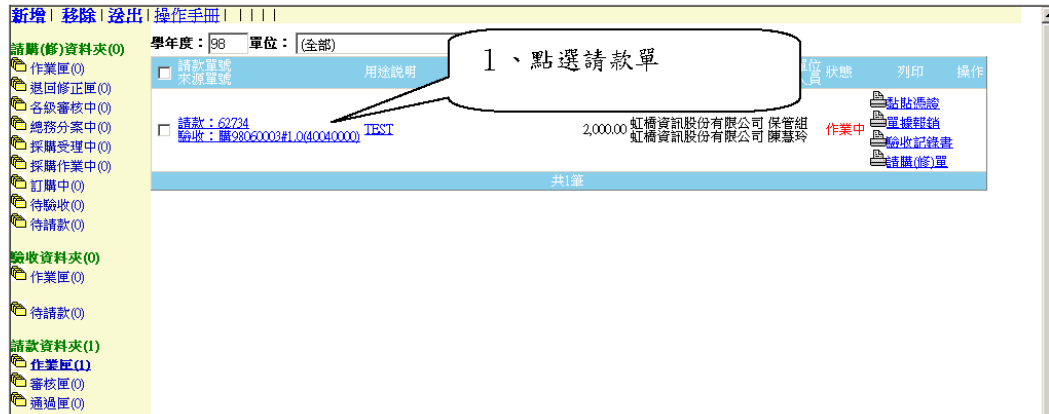 新增| 移除| 送出| 操作手冊| | | | |
請購(修)資料夾(0)
作業匣(0)
退回修正匣(0)
各級審核中(0)
總務分案中(0)
採購受理中(0)
採購作業中(0)
訂購中(0)
待驗收(0)
待請款(0)
驗收資料夾(0)
作業匣(0)
待請款(0)
請款資料夾(1)
作業匣(1)
審核匣(0)
通過匣(0)
學年度：98 單位：(全部)
1、點選請款單
請款單號
來源單號
用途說明
單位
人員
狀態
列印
操作
請款：62734
驗收：購98060003#1.0(40040000)
TEST
2,000.00
虹橋資訊股份有限公司 保管組
虹橋資訊股份有限公司 陳慧玲
作業中
黏貼憑證
單據報銷
驗收記錄書
請購(修)單
共1筆